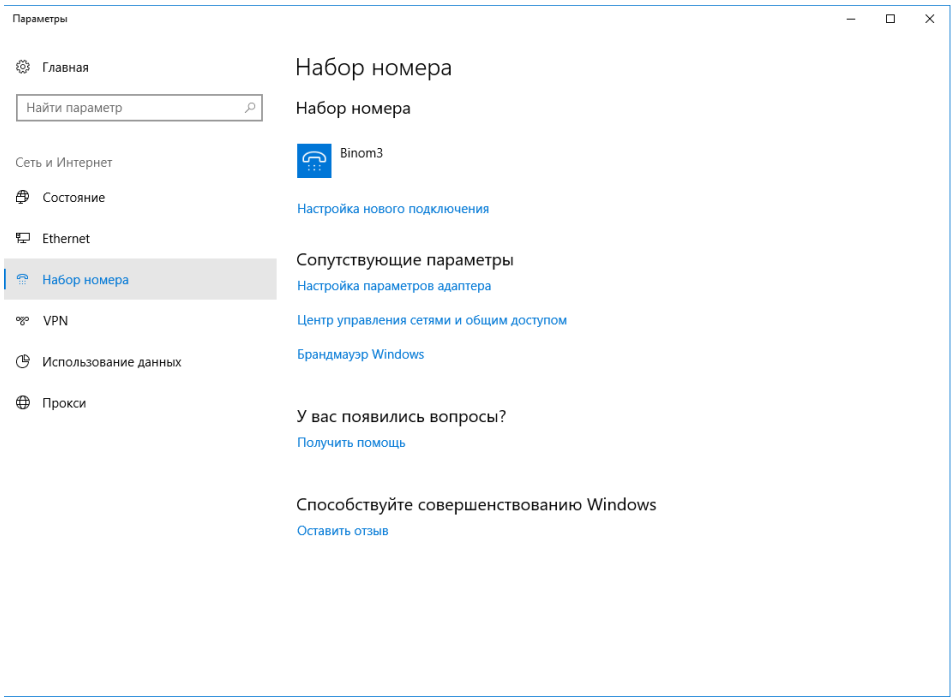 Параметры
Главная
Найти параметр
Сеть и Интернет
Состояние
Ethernet
Набор номера
VPN
Использование данных
Прокси
Набор номера
Набор номера
Binom3
Настройка нового подключения
Сопутствующие параметры
Настройка параметров адаптера
Центр управления сетями и общим доступом
Брандмауэр Windows
У вас появились вопросы?
Получить помощь
Способствуйте совершенствованию Windows
Оставить отзыв